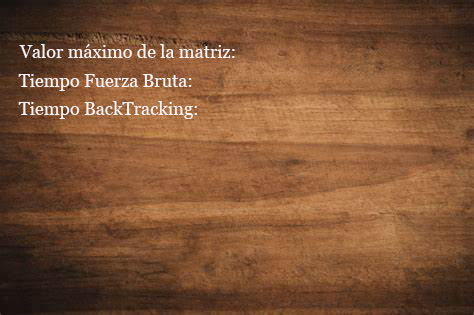 Valor máximo de la matriz:
Tiempo Fuerza Bruta:
Tiempo BackTracking: